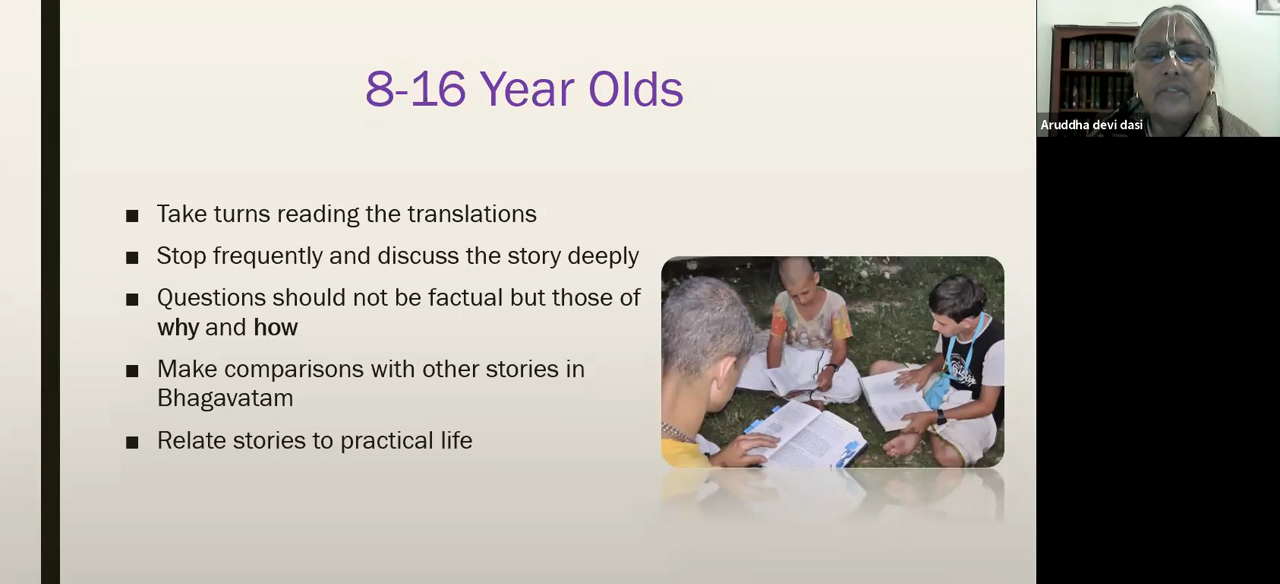 8-16 Year Olds
■ Take turns reading the translations
■ Stop frequently and discuss the story deeply
■ Questions should not be factual but those of
why and how
■ Make comparisons with other stories in
Bhagavatam
■ Relate stories to practical life
Aruddha devi dasi